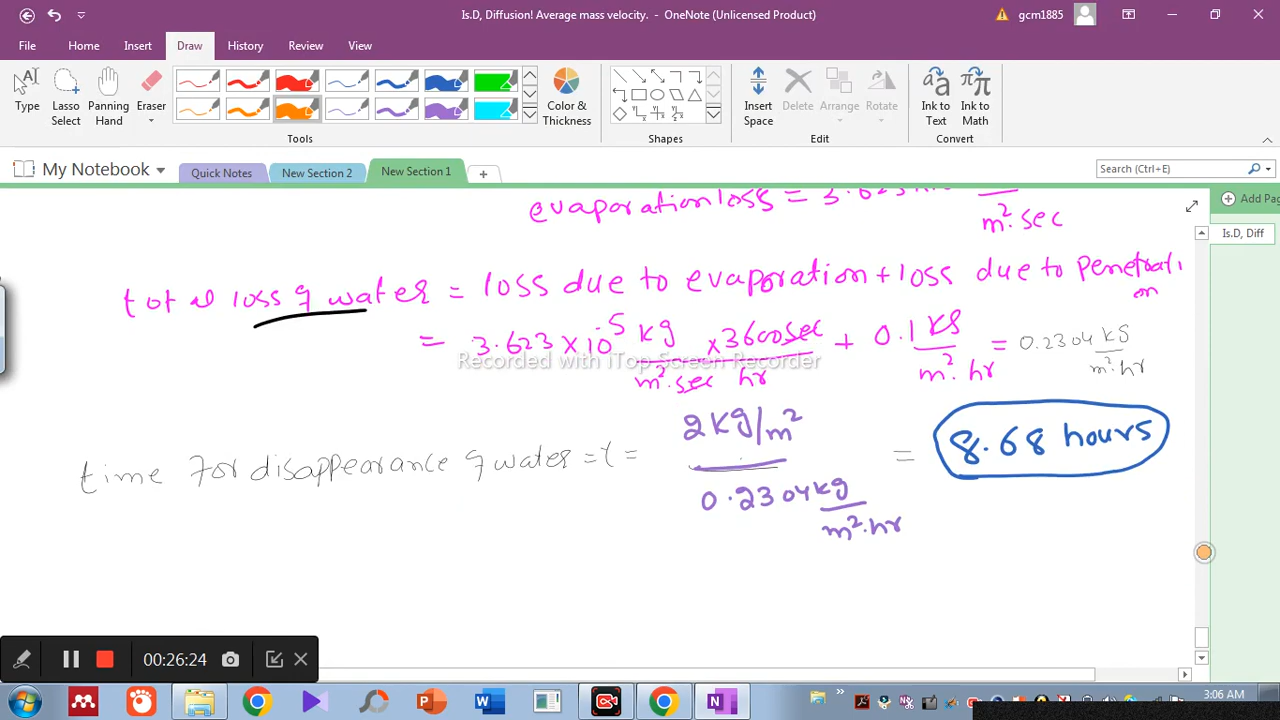 Is.D, Diffusion! Average mass velocity. - OneNote (Unlicensed Product)
gcm1885
File Home Insert Draw History Review View
Type
Lasso Select
Panning Hand
Eraser
Color & Thickness
Insert Space
Delete
Arrange
Rotate
Ink to Text
Ink to Math
Tools
Shapes
Edit
Convert
My Notebook
Quick Notes
New Section 2
New Section 1
Search (Ctrl+E)
Add Pag
Is.D, Diff
evaporation loss = 3.623
m².sec
total loss of water = loss due to evaporation + loss due to penetration
= 3.623 × 10⁻⁵ kg/m².sec × 3600sec/hr + 0.1 kg/m².hr = 0.2304 kg/m².hr
Recorded with iTop Screen Recorder
time for disappearance of water = t = 2 kg/m² / 0.2304 kg/m².hr = 8.68 hours
00:26:24
3:06 AM